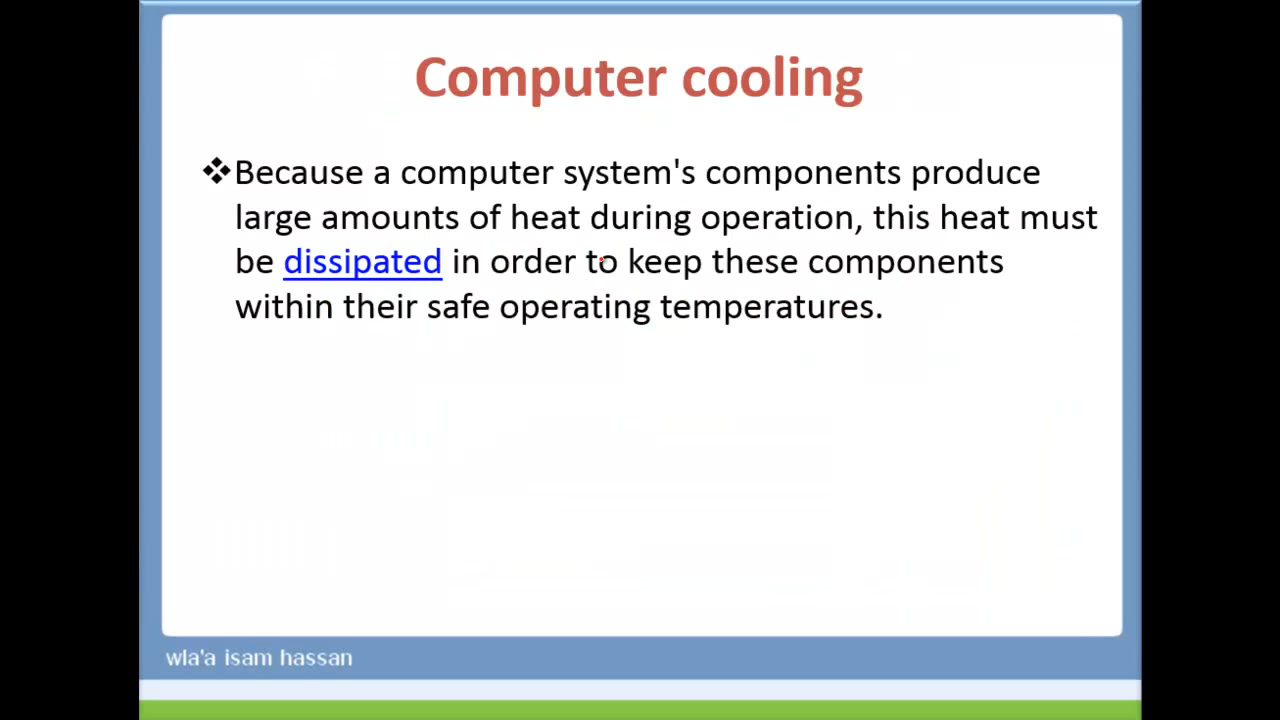 Computer cooling
❖Because a computer system's components produce
large amounts of heat during operation, this heat must
be dissipated in order to keep these components
within their safe operating temperatures.
wla'a isam hassan